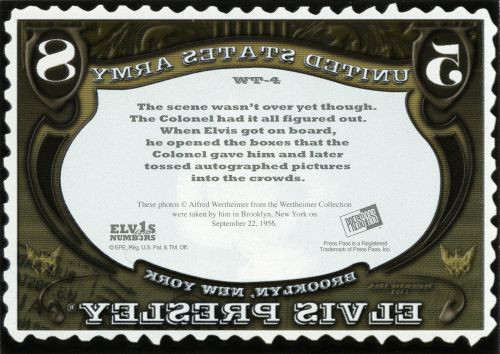 8
UNITED STATES ARMY
5
WT-4
The scene wasn't over yet though.
The Colonel had it all figured out.
When Elvis got on board,
he opened the boxes that the
Colonel gave him and later
tossed autographed pictures
into the crowds.
These photos © Alfred Wertheimer from the Wertheimer Collection
were taken by him in Brooklyn, New York on
September 22, 1956.
ELV1S
NUMB3RS
© EPE, Reg. U.S. Pat. & TM. Off.
PRESS PASS
Press Pass is a Registered
Trademark of Press Pass, Inc.
BROOKLYN, NEW YORK
ELVIS PRESLEY®